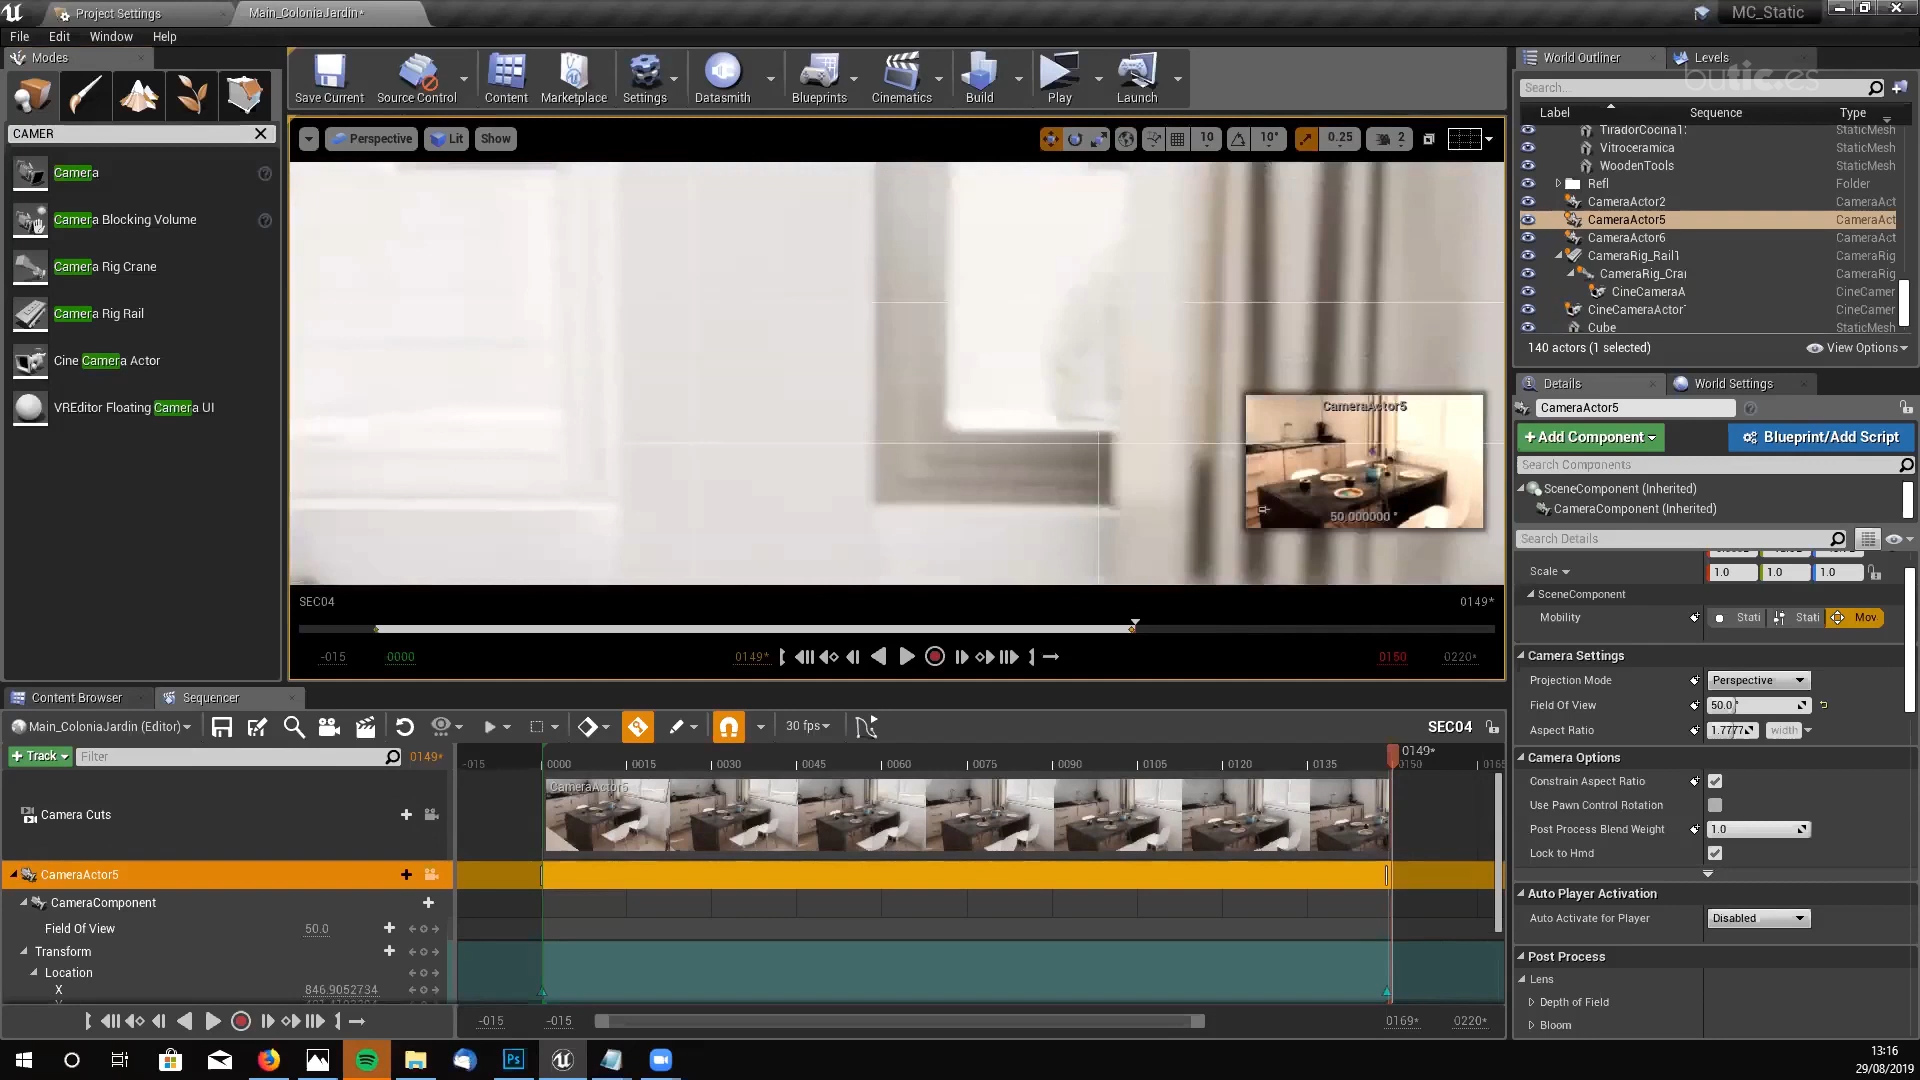 Project Settings
Main_ColoniaJardin*
MC_Static
File Edit Window Help
Modes
CAMER
Camera
Camera Blocking Volume
Camera Rig Crane
Camera Rig Rail
Cine Camera Actor
VREditor Floating Camera UI
Save Current
Source Control
Content
Marketplace
Settings
Datasmith
Blueprints
Cinematics
Build
Play
Launch
Perspective
Lit
Show
10
10°
0.25
2
CameraActor5
50.000000 °
SEC04
0149*
-015
0000
0149*
0150
0220*
World Outliner
Levels
butic.es
Search...
Label Sequence Type
TiradorCocina1: StaticMesh
Vitroceramica StaticMesh
WoodenTools StaticMesh
Refl Folder
CameraActor2 CameraAct
CameraActor5 CameraAct
CameraActor6 CameraAct
CameraRig_Rail1 CameraRig
CameraRig_Crar CameraRig
CineCameraA CineCamer
CineCameraActor CineCamer
Cube StaticMesh
140 actors (1 selected)
View Options
Details
World Settings
CameraActor5
+Add Component
Blueprint/Add Script
Search Components
SceneComponent (Inherited)
CameraComponent (Inherited)
Search Details
Scale 1.0 1.0 1.0
SceneComponent
Mobility Stati Stati Mov
Camera Settings
Projection Mode Perspective
Field Of View 50.0 °
Aspect Ratio 1.7777 width
Camera Options
Constrain Aspect Ratio
Use Pawn Control Rotation
Post Process Blend Weight 1.0
Lock to Hmd
Auto Player Activation
Auto Activate for Player Disabled
Post Process
Lens
Depth of Field
Bloom
Content Browser
Sequencer
Main_ColoniaJardin (Editor)
30 fps
SEC04
+ Track
Filter
0149*
-015 0000 0015 0030 0045 0060 0075 0090 0105 0120 0135 0150 0165
0149*
Camera Cuts
CameraActor5
CameraActor5
CameraComponent
Field Of View 50.0
Transform
Location
X 846.9052734
-015
-015
0169*
0220*
Ps
13:16
29/08/2019